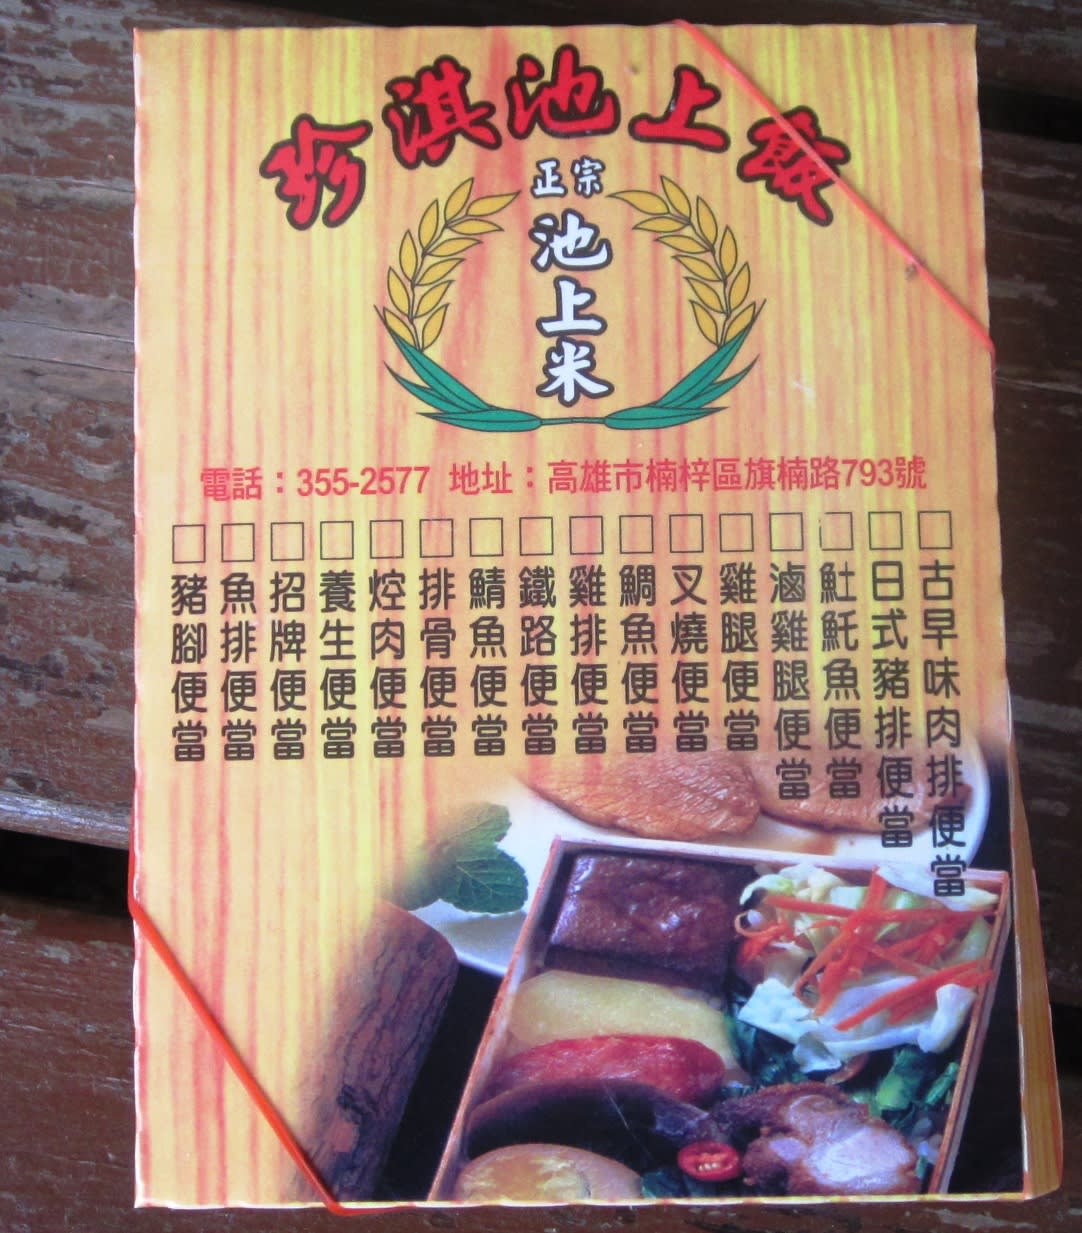 珍淇池上飯
正宗
池上米
電話：355-2577 地址：高雄市楠梓區旗楠路793號
□古早味肉排便當
□日式豬排便當
□魠魠魚便當
□滷雞腿便當
□雞腿便當
□叉燒便當
□鯛魚便當
□雞排便當
□鐵路便當
□鯖魚便當
□排骨便當
□焢肉便當
□養生便當
□招牌便當
□魚排便當
□豬腳便當